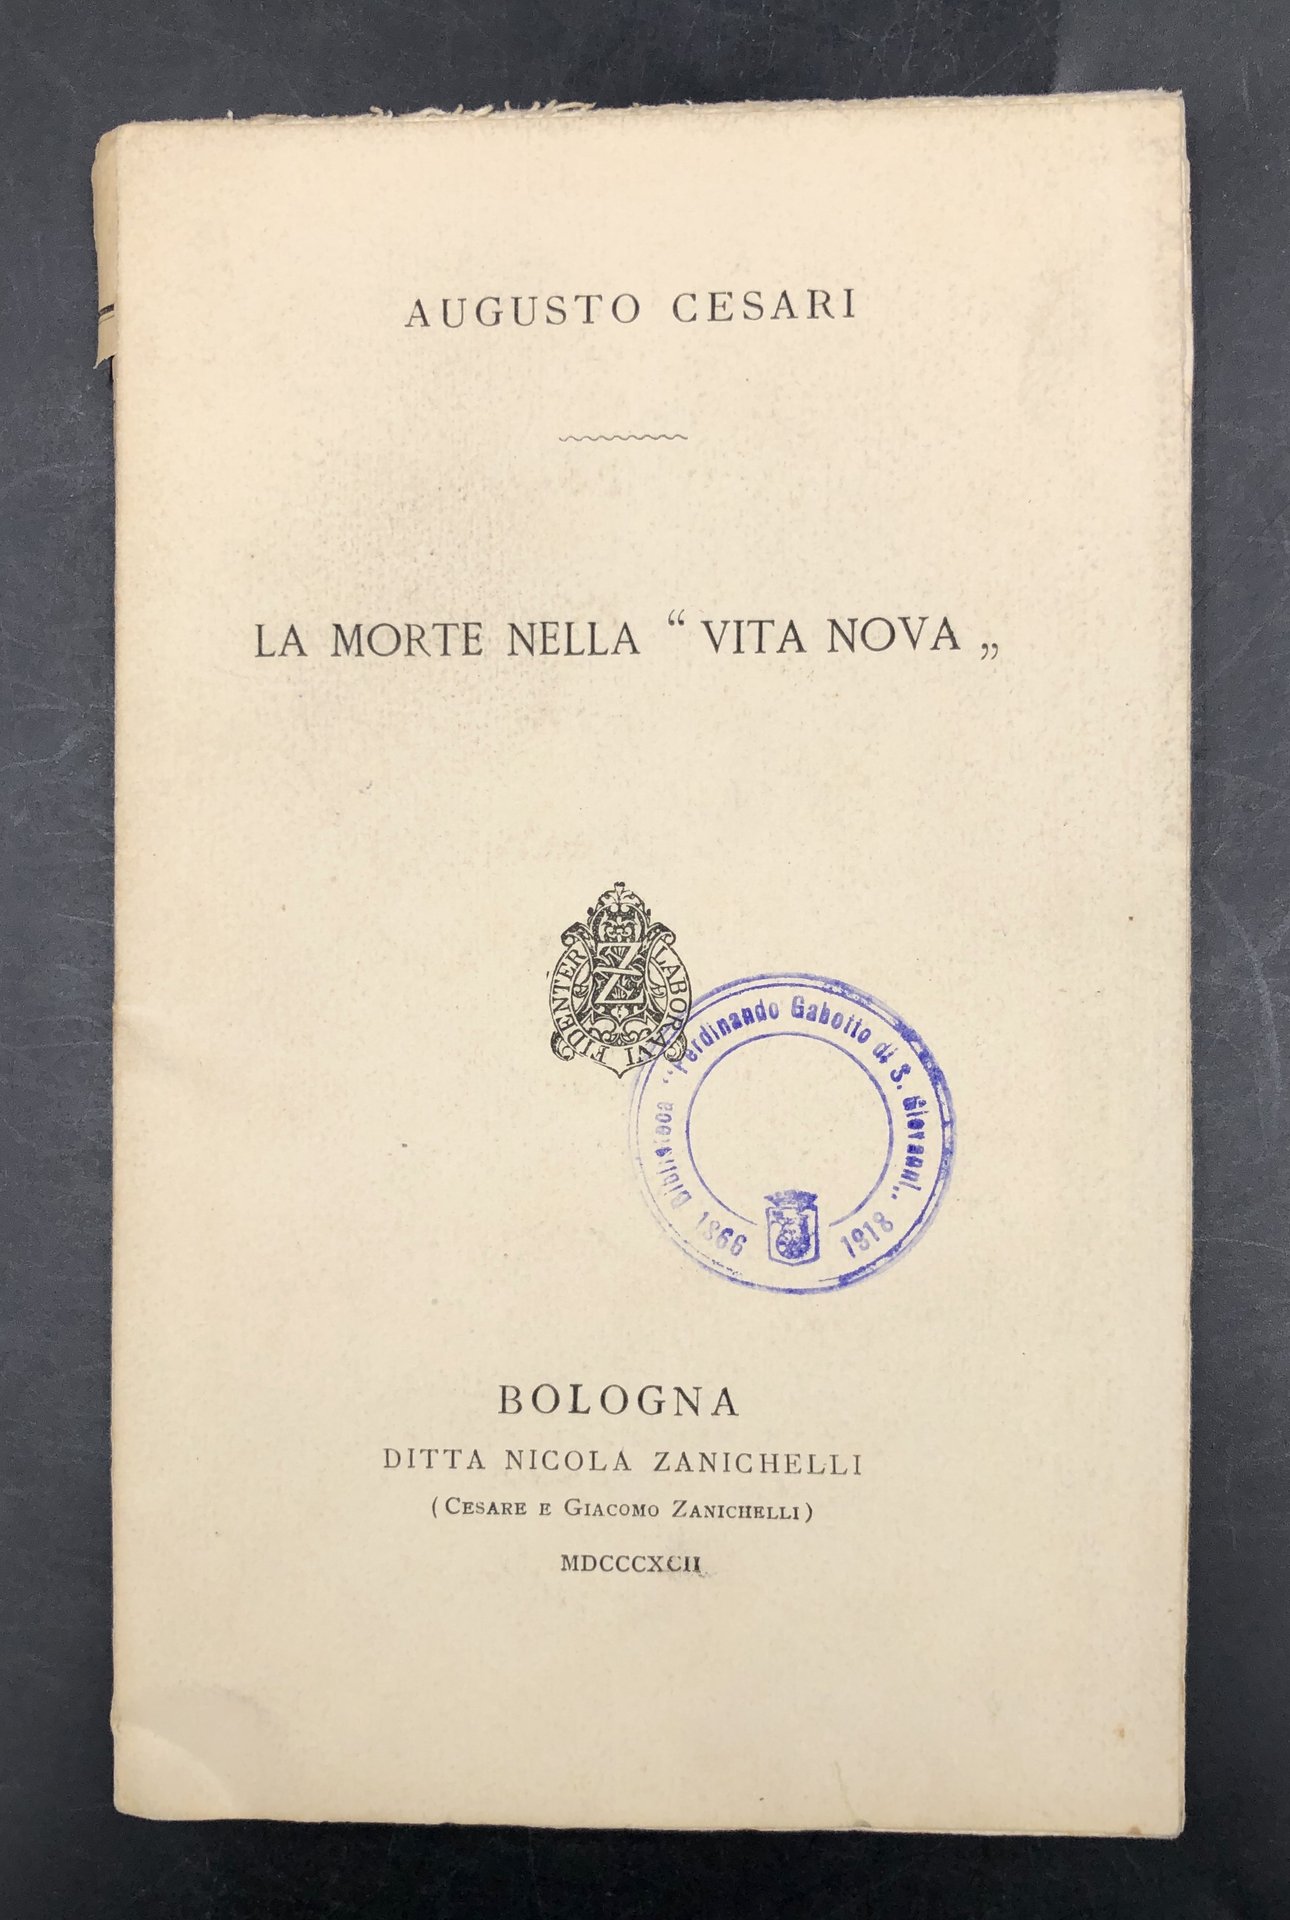 AUGUSTO CESARI
LA MORTE NELLA “ VITA NOVA „
FIDENTER LABORAVI
Z
Biblioteca “Ferdinando Gabotto di S. Giovanni„
1866 1918
BOLOGNA
DITTA NICOLA ZANICHELLI
(CESARE E GIACOMO ZANICHELLI)
MDCCCXCII